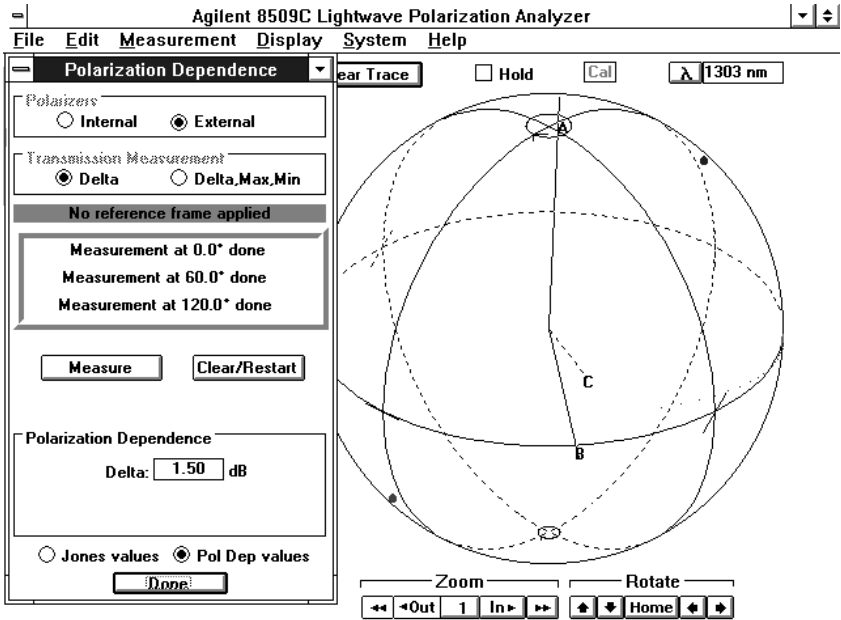 Agilent 8509C Lightwave Polarization Analyzer
File Edit Measurement Display System Help
Polarization Dependence
ear Trace
Hold
Cal
λ 1303 nm
Polarizers
Internal External
Transmission Measurement
Delta Delta,Max,Min
No reference frame applied
Measurement at 0.0° done
Measurement at 60.0° done
Measurement at 120.0° done
Measure Clear/Restart
Polarization Dependence
Delta: 1.50 dB
Jones values Pol Dep values
Done
A
C
B
Zoom
Out 1 In
Rotate
Home